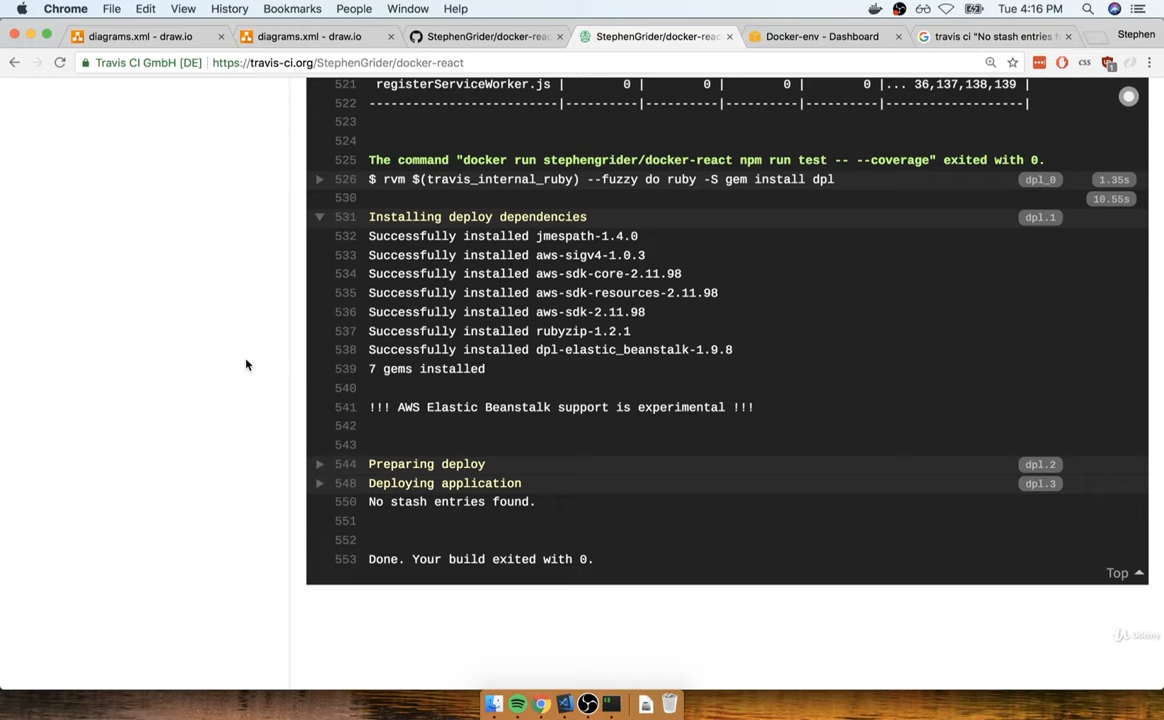 Chrome File Edit View History Bookmarks People Window Help Tue 4:16 PM
diagrams.xml - draw.io diagrams.xml - draw.io StephenGrider/docker-reac StephenGrider/docker-reac Docker-env - Dashboard travis ci "No stash entries f Stephen
Travis CI GmbH [DE] https://travis-ci.org/StephenGrider/docker-react CSS 1
521 registerServiceWorker.js | 0 | 0 | 0 | 0 |... 36,137,138,139 |
522 --------------------------|----------|----------|----------|----------|----------------|
523
524
525 The command "docker run stephengrider/docker-react npm run test -- --coverage" exited with 0.
526 $ rvm $(travis_internal_ruby) --fuzzy do ruby -S gem install dpl dpl_0 1.35s
530 10.55s
531 Installing deploy dependencies dpl.1
532 Successfully installed jmespath-1.4.0
533 Successfully installed aws-sigv4-1.0.3
534 Successfully installed aws-sdk-core-2.11.98
535 Successfully installed aws-sdk-resources-2.11.98
536 Successfully installed aws-sdk-2.11.98
537 Successfully installed rubyzip-1.2.1
538 Successfully installed dpl-elastic_beanstalk-1.9.8
539 7 gems installed
540
541 !!! AWS Elastic Beanstalk support is experimental !!!
542
543
544 Preparing deploy dpl.2
548 Deploying application dpl.3
550 No stash entries found.
551
552
553 Done. Your build exited with 0.
Top
Udemy